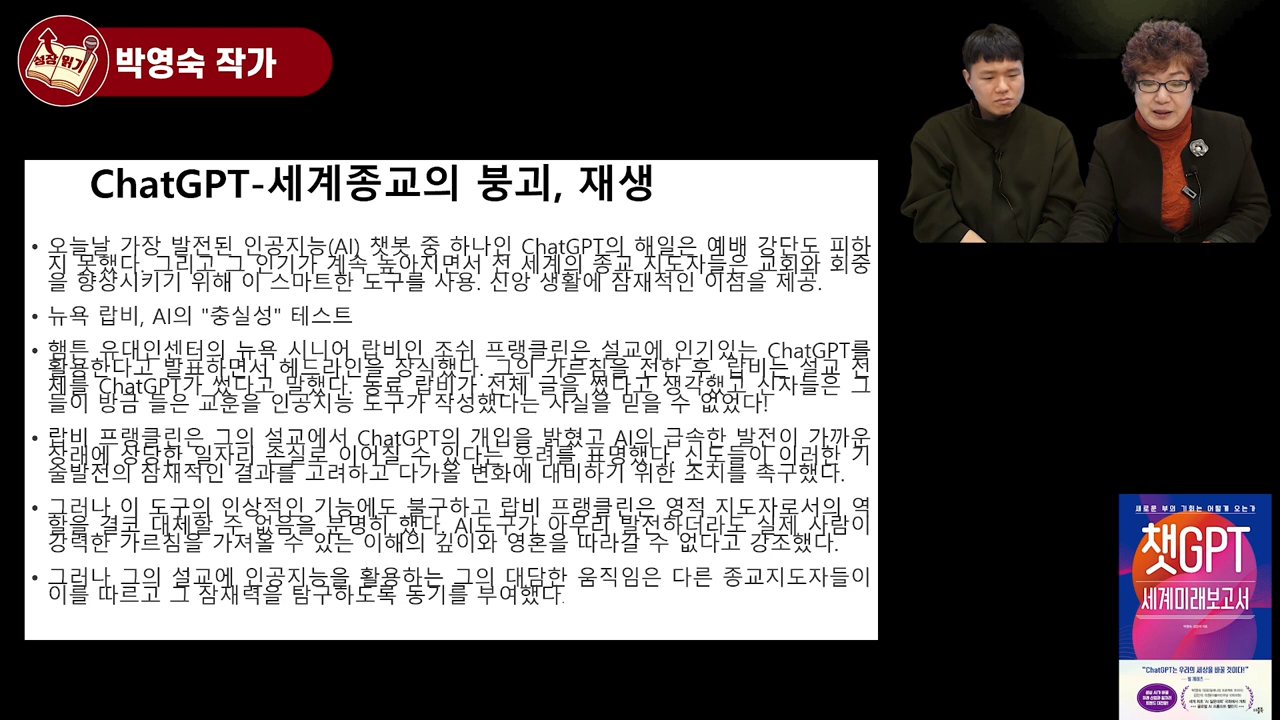 성장 읽기
박영숙 작가
ChatGPT-세계종교의 붕괴, 재생
• 오늘날 가장 발전된 인공지능(AI) 챗봇 중 하나인 ChatGPT의 해일은 예배 강단도 피하
지 못했다. 그리고 그 인기가 계속 높아지면서 전 세계의 종교 지도자들은 교회와 회중
을 향상시키기 위해 이 스마트한 도구를 사용. 신앙 생활에 잠재적인 이점을 제공.
• 뉴욕 랍비, AI의 "충실성" 테스트
• 햄튼 유대인센터의 뉴욕 시니어 랍비인 조쉬 프랭클린은 설교에 인기있는 ChatGPT를
활용한다고 발표하면서 헤드라인을 장식했다. 그의 가르침을 전한 후, 랍비는 설교 전
체를 ChatGPT가 썼다고 말했다. 동료 랍비가 전체 글을 썼다고 생각했고 신자들은 그
들이 방금 들은 교훈을 인공지능 도구가 작성했다는 사실을 믿을 수 없었다!
• 랍비 프랭클린은 그의 설교에서 ChatGPT의 개입을 밝혔고 AI의 급속한 발전이 가까운
장래에 상당한 일자리 손실로 이어질 수 있다는 우려를 표명했다. 신도들이 이러한 기
술발전의 잠재적인 결과를 고려하고 다가올 변화에 대비하기 위한 조치를 촉구했다.
• 그러나 이 도구의 인상적인 기능에도 불구하고 랍비 프랭클린은 영적 지도자로서의 역
할을 결코 대체할 수 없음을 분명히 했다. AI도구가 아무리 발전하더라도 실제 사람이
강력한 가르침을 가져올 수 있는 이해의 깊이와 영혼을 따라갈 수 없다고 강조했다.
• 그러나 그의 설교에 인공지능을 활용하는 그의 대담한 움직임은 다른 종교지도자들이
이를 따르고 그 잠재력을 탐구하도록 동기를 부여했다.
새로운 부의 기회는 어떻게 오는가
챗GPT
세계미래보고서
"ChatGPT는 우리의 세상을 바꿀 것이다!"